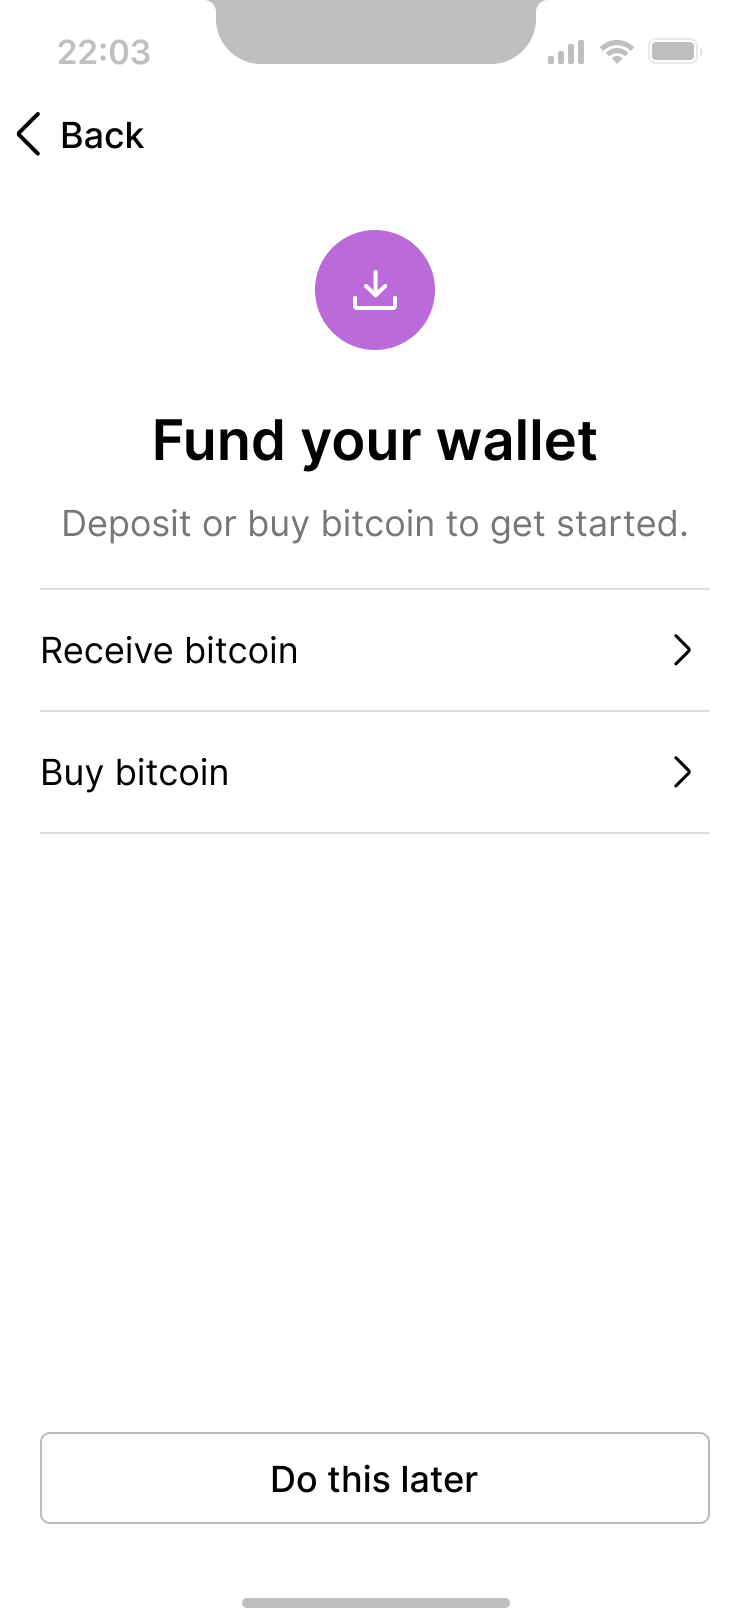 22:03
Back
Fund your wallet
Deposit or buy bitcoin to get started.
Receive bitcoin
Buy bitcoin
Do this later